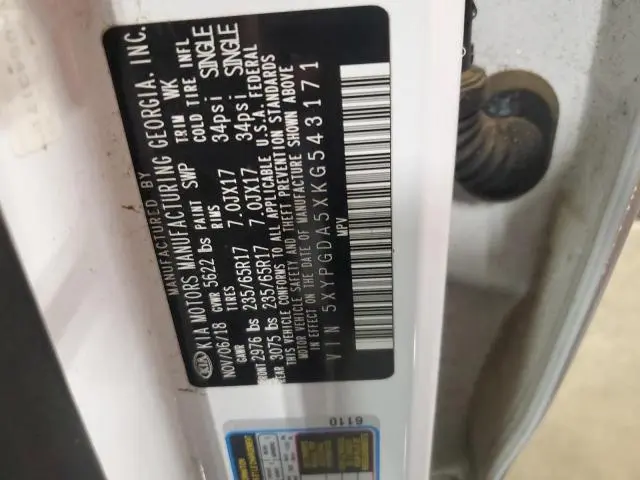 MANUFACTURED BY
KIA KIA MOTORS MANUFACTURING GEORGIA, INC.
NOV/06/18 GVWR 5622 lbs PAINT SWP TRIM WK
GAWR TIRES RIMS COLD TIRE INFL
FRONT 2976 lbs 235/65R17 7.0JX17 34psi SINGLE
REAR 3075 lbs 235/65R17 7.0JX17 34psi SINGLE
THIS VEHICLE CONFORMS TO ALL APPLICABLE U.S.A. FEDERAL
MOTOR VEHICLE SAFETY AND THEFT PREVENTION STANDARDS
IN EFFECT ON THE DATE OF MANUFACTURE SHOWN ABOVE
VIN 5XYPGDA5XKG543171
MPV
6110